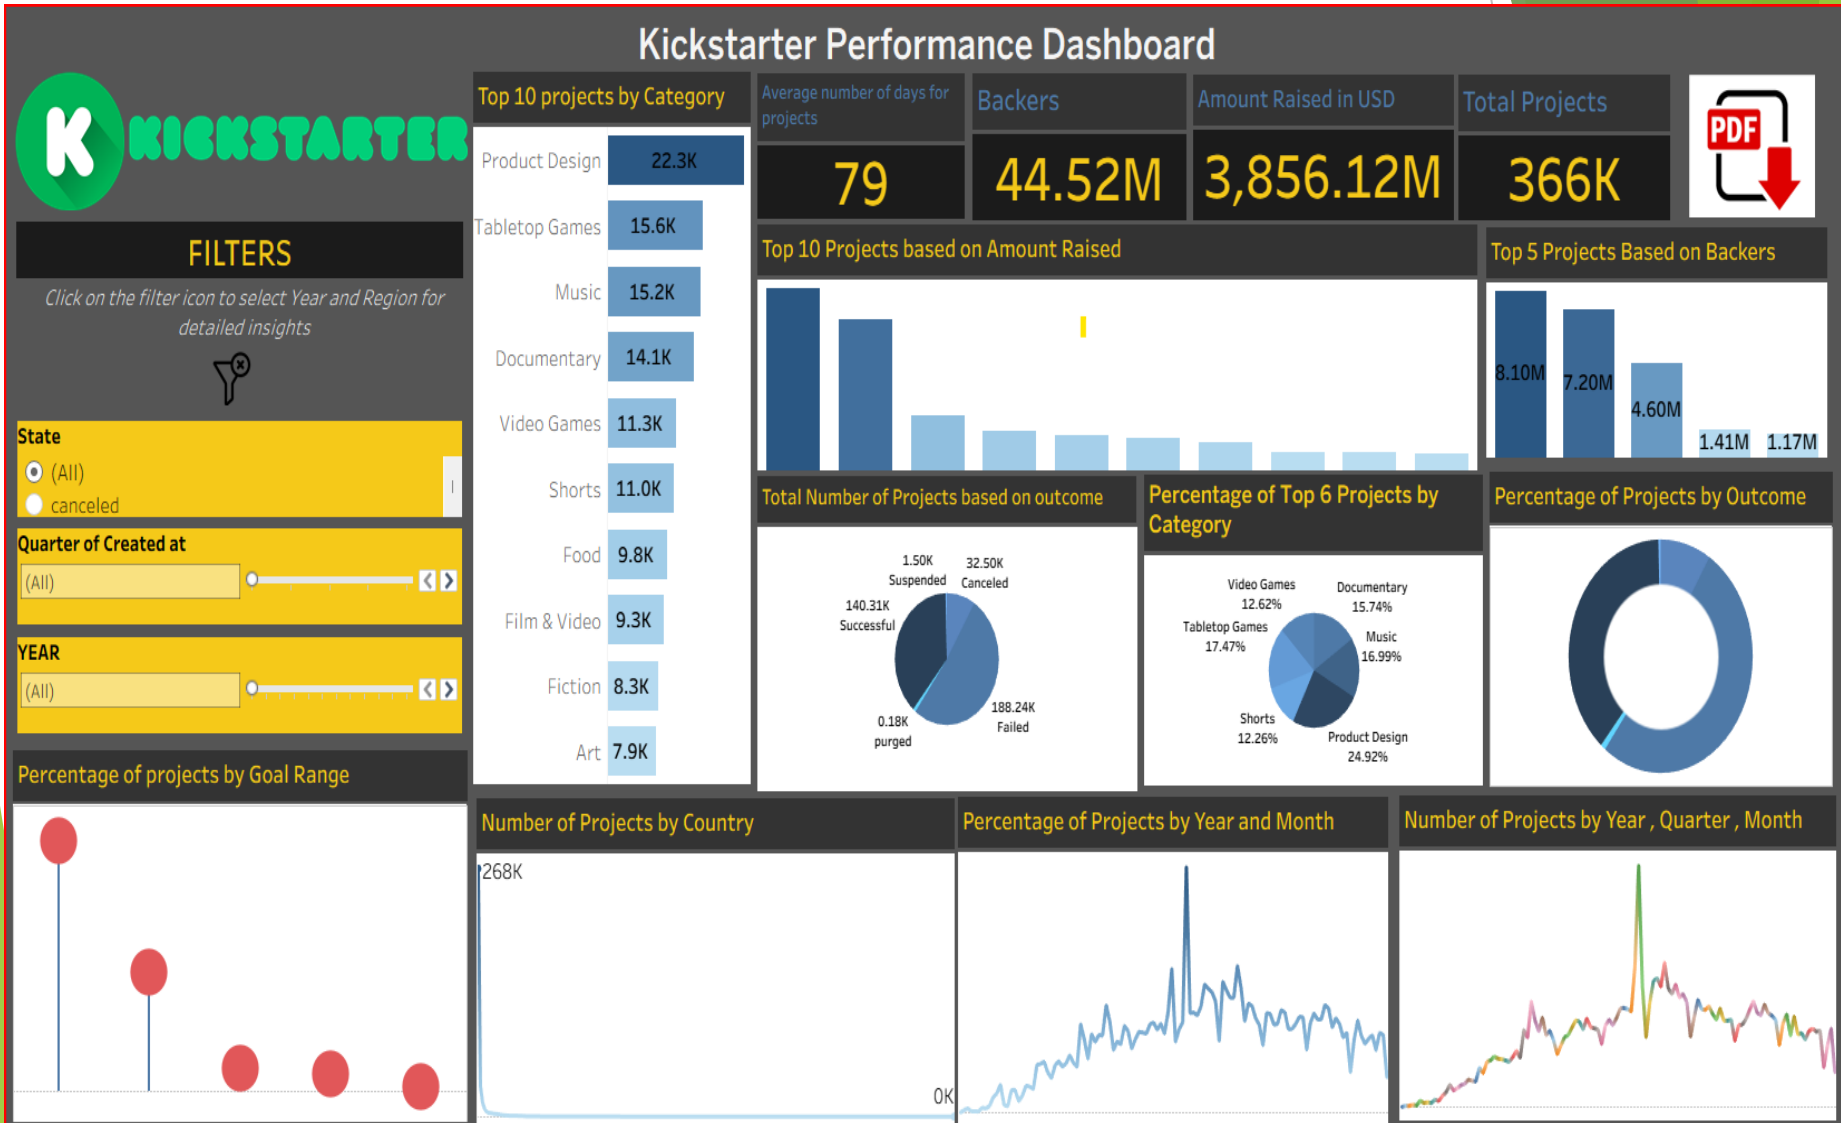 Kickstarter Performance Dashboard
K
KICKSTARTER
FILTERS
Click on the filter icon to select Year and Region for
detailed insights
State
(All)
canceled
Quarter of Created at
(All)
YEAR
(All)
Percentage of projects by Goal Range
Top 10 projects by Category
Product Design 22.3K
Tabletop Games 15.6K
Music 15.2K
Documentary 14.1K
Video Games 11.3K
Shorts 11.0K
Food 9.8K
Film & Video 9.3K
Fiction 8.3K
Art 7.9K
Average number of days for
projects
79
Backers
44.52M
Amount Raised in USD
3,856.12M
Total Projects
366K
PDF
Top 10 Projects based on Amount Raised
Top 5 Projects Based on Backers
8.10M
7.20M
4.60M
1.41M
1.17M
Total Number of Projects based on outcome
1.50K
Suspended
32.50K
Canceled
140.31K
Successful
0.18K
purged
188.24K
Failed
Percentage of Top 6 Projects by
Category
Video Games
12.62%
Documentary
15.74%
Tabletop Games
17.47%
Music
16.99%
Shorts
12.26%
Product Design
24.92%
Percentage of Projects by Outcome
Number of Projects by Country
268K
0K
Percentage of Projects by Year and Month
Number of Projects by Year , Quarter , Month